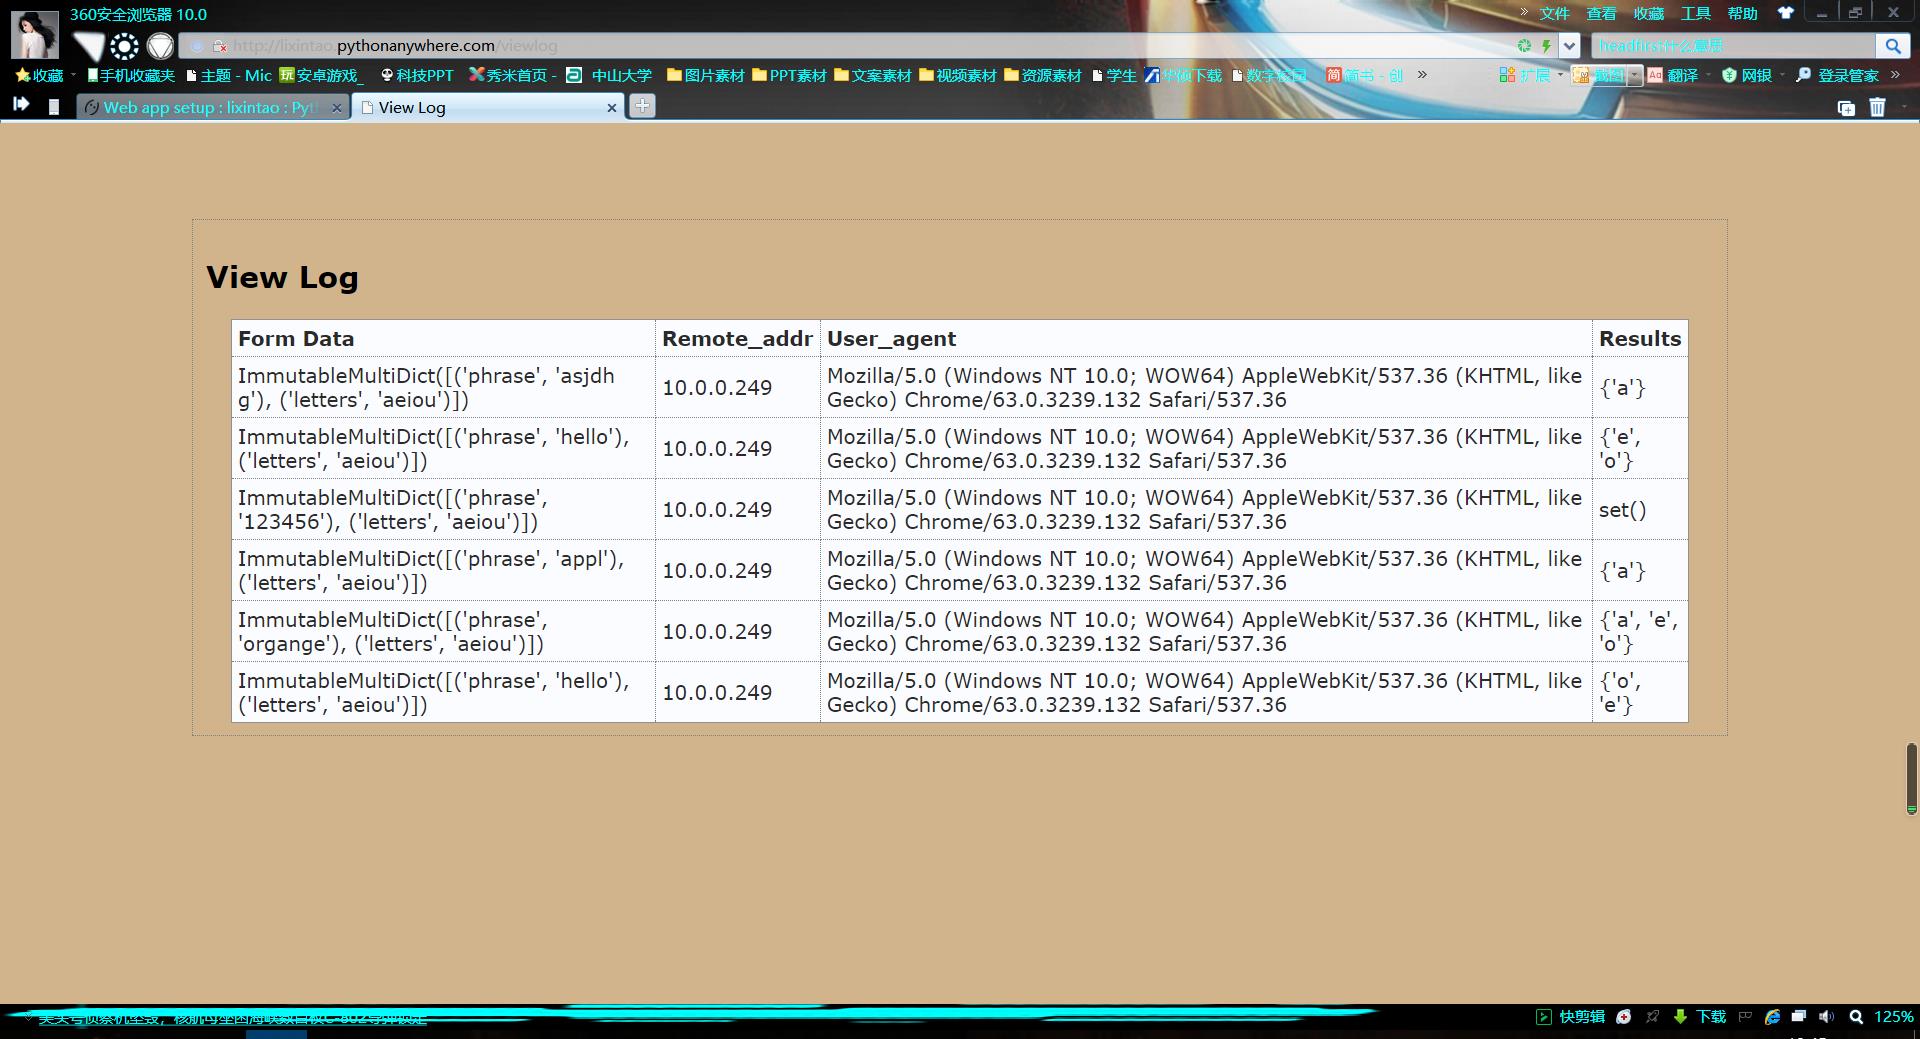 360安全浏览器 10.0
» 文件 查看 收藏 工具 帮助
http://lixintao.pythonanywhere.com/viewlog
headfirst什么意思
收藏 手机收藏夹 主题 - Mic 安卓游戏_ 科技PPT 秀米首页 - 中山大学 图片素材 PPT素材 文案素材 视频素材 资源素材 学生 华硕下载 数字校园 简书 - 创 » 扩展 截图 翻译 网银 登录管家 »
Web app setup : lixintao : Pyt
View Log
View Log
Form Data Remote_addr User_agent Results
ImmutableMultiDict([('phrase', 'asjdh
g'), ('letters', 'aeiou')])
10.0.0.249
Mozilla/5.0 (Windows NT 10.0; WOW64) AppleWebKit/537.36 (KHTML, like
Gecko) Chrome/63.0.3239.132 Safari/537.36
{'a'}
ImmutableMultiDict([('phrase', 'hello'),
('letters', 'aeiou')])
10.0.0.249
Mozilla/5.0 (Windows NT 10.0; WOW64) AppleWebKit/537.36 (KHTML, like
Gecko) Chrome/63.0.3239.132 Safari/537.36
{'e',
'o'}
ImmutableMultiDict([('phrase',
'123456'), ('letters', 'aeiou')])
10.0.0.249
Mozilla/5.0 (Windows NT 10.0; WOW64) AppleWebKit/537.36 (KHTML, like
Gecko) Chrome/63.0.3239.132 Safari/537.36
set()
ImmutableMultiDict([('phrase', 'appl'),
('letters', 'aeiou')])
10.0.0.249
Mozilla/5.0 (Windows NT 10.0; WOW64) AppleWebKit/537.36 (KHTML, like
Gecko) Chrome/63.0.3239.132 Safari/537.36
{'a'}
ImmutableMultiDict([('phrase',
'organge'), ('letters', 'aeiou')])
10.0.0.249
Mozilla/5.0 (Windows NT 10.0; WOW64) AppleWebKit/537.36 (KHTML, like
Gecko) Chrome/63.0.3239.132 Safari/537.36
{'a', 'e',
'o'}
ImmutableMultiDict([('phrase', 'hello'),
('letters', 'aeiou')])
10.0.0.249
Mozilla/5.0 (Windows NT 10.0; WOW64) AppleWebKit/537.36 (KHTML, like
Gecko) Chrome/63.0.3239.132 Safari/537.36
{'o',
'e'}
快剪辑 下载 125%